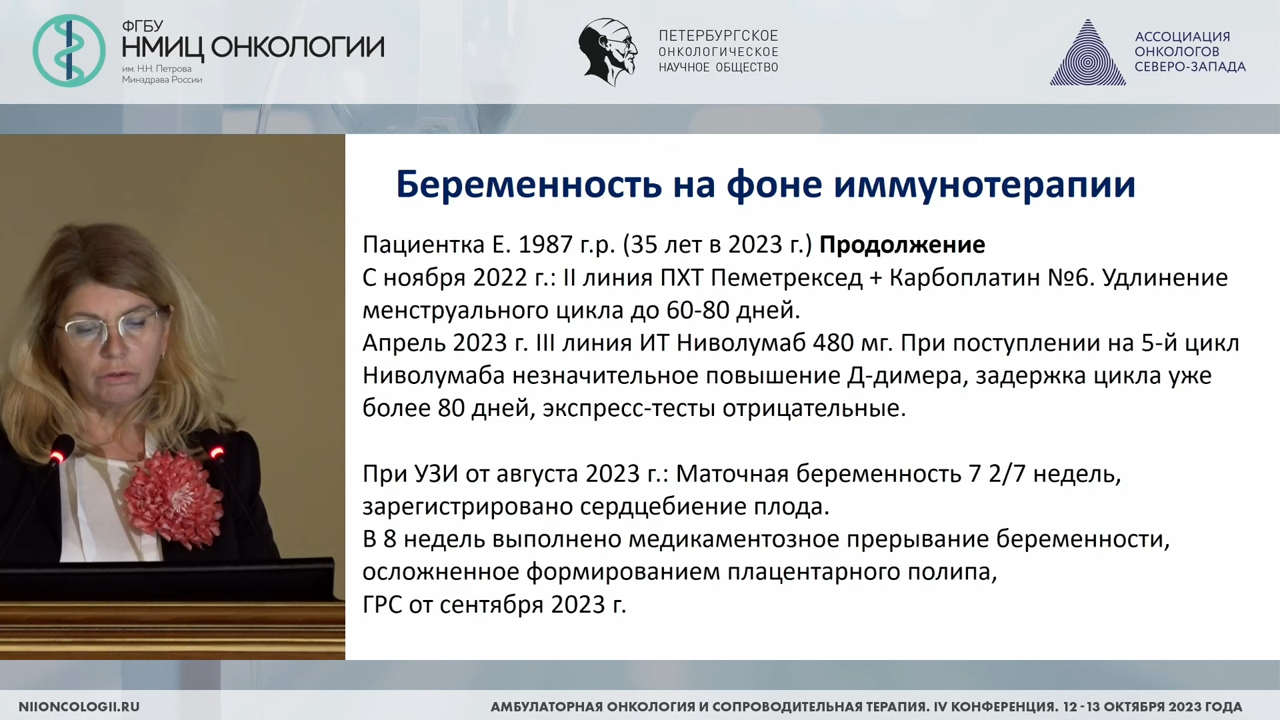 ФГБУ
НМИЦ ОНКОЛОГИИ
им. Н.Н. Петрова
Минздрава России
ПЕТЕРБУРГСКОЕ
ОНКОЛОГИЧЕСКОЕ
НАУЧНОЕ ОБЩЕСТВО
АССОЦИАЦИЯ
ОНКОЛОГОВ
СЕВЕРО-ЗАПАДА
Беременность на фоне иммунотерапии
Пациентка Е. 1987 г.р. (35 лет в 2023 г.) Продолжение
С ноября 2022 г.: II линия ПХТ Пеметрексед + Карбоплатин №6. Удлинение
менструального цикла до 60-80 дней.
Апрель 2023 г. III линия ИТ Ниволумаб 480 мг. При поступлении на 5-й цикл
Ниволумаба незначительное повышение Д-димера, задержка цикла уже
более 80 дней, экспресс-тесты отрицательные.
При УЗИ от августа 2023 г.: Маточная беременность 7 2/7 недель,
зарегистрировано сердцебиение плода.
В 8 недель выполнено медикаментозное прерывание беременности,
осложненное формированием плацентарного полипа,
ГРС от сентября 2023 г.
NIIONCOLOGII.RU
АМБУЛАТОРНАЯ ОНКОЛОГИЯ И СОПРОВОДИТЕЛЬНАЯ ТЕРАПИЯ. IV КОНФЕРЕНЦИЯ. 12-13 ОКТЯБРЯ 2023 ГОДА